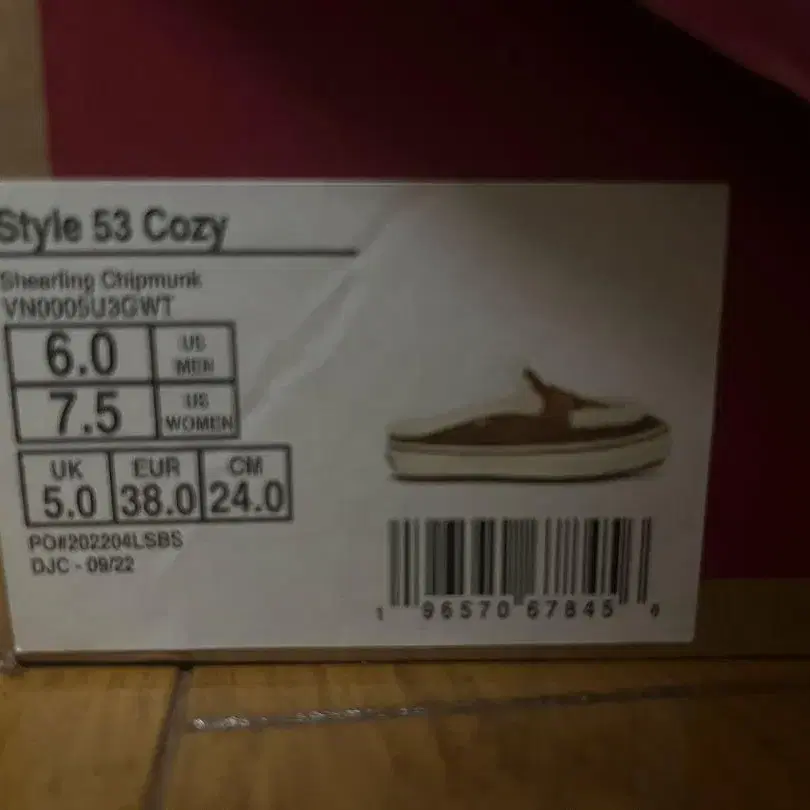 Style 53 Cozy
Shearling Chipmunk
VN0005U3GWT
6.0 US MEN
7.5 US WOMEN
UK EUR CM
5.0 38.0 24.0
PO#202204LSBS
DJC - 09/22
1 96570 67845 6